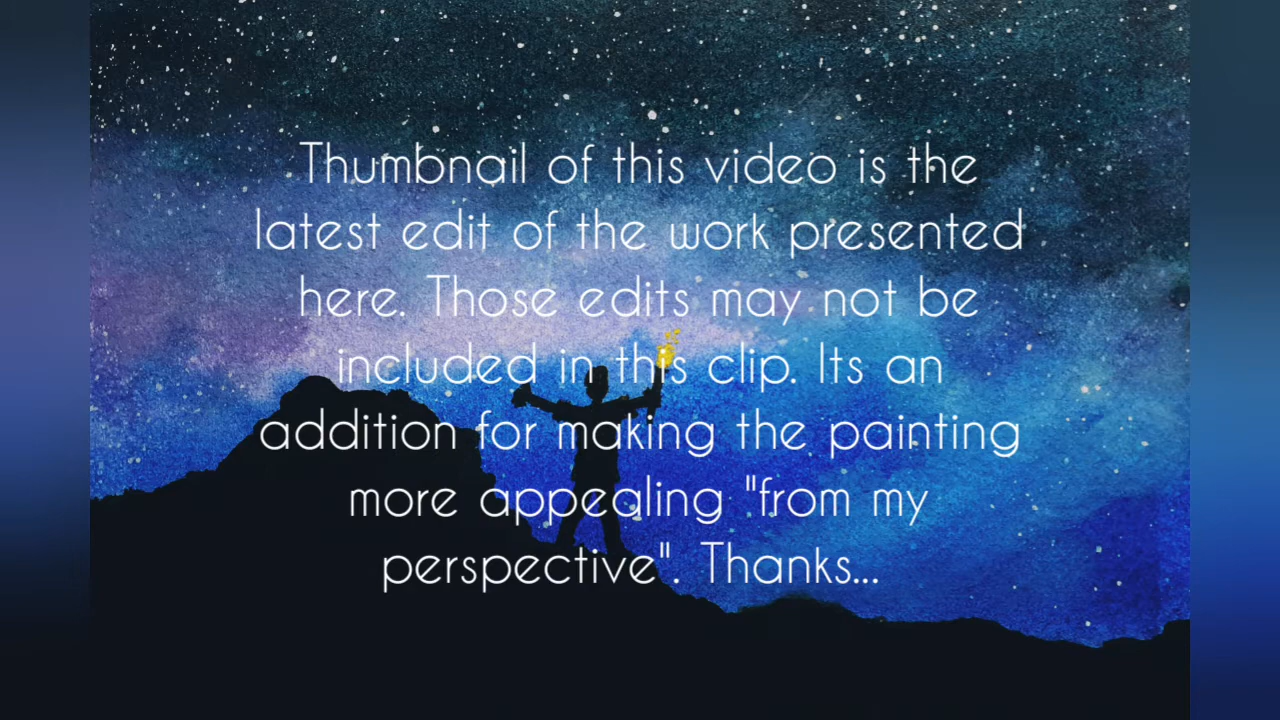 Thumbnail of this video is the
latest edit of the work presented
here. Those edits may not be
included in this clip. Its an
addition for making the painting
more appealing "from my
perspective". Thanks...